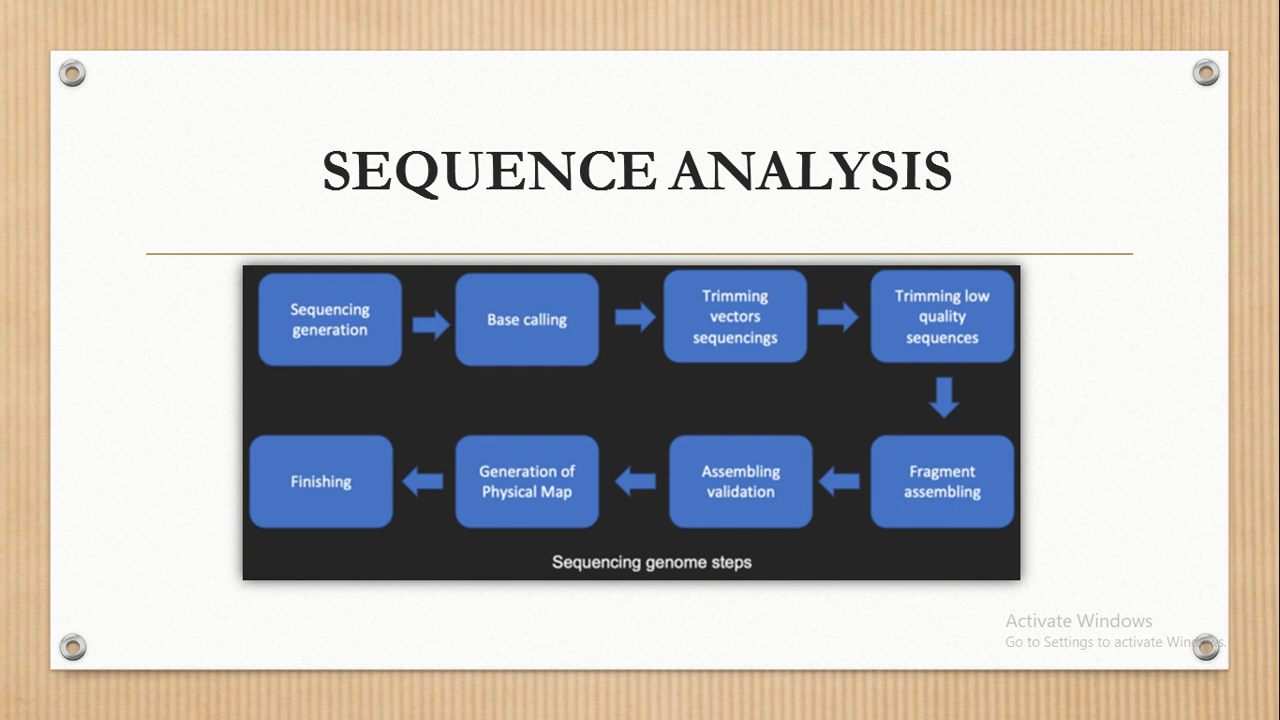 SEQUENCE ANALYSIS
Sequencing
generation
Base calling
Trimming
vectors
sequencings
Trimming low
quality
sequences
Fragment
assembling
Assembling
validation
Generation of
Physical Map
Finishing
Sequencing genome steps
Activate Windows
Go to Settings to activate Windows.